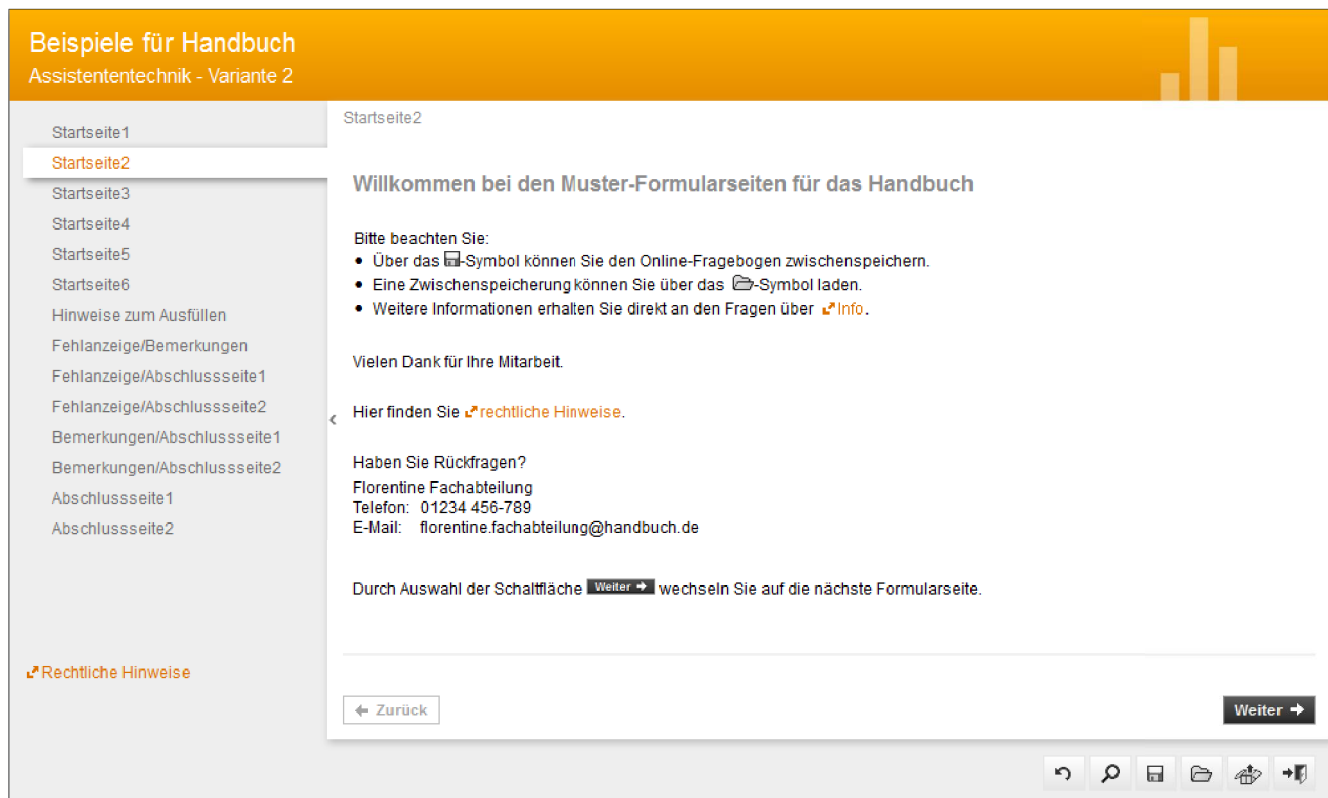 Beispiele für Handbuch
Assistententechnik - Variante 2
Startseite1
Startseite2
Startseite3
Startseite4
Startseite5
Startseite6
Hinweise zum Ausfüllen
Fehlanzeige/Bemerkungen
Fehlanzeige/Abschlussseite1
Fehlanzeige/Abschlussseite2
Bemerkungen/Abschlussseite1
Bemerkungen/Abschlussseite2
Abschlussseite1
Abschlussseite2
Rechtliche Hinweise
Startseite2
Willkommen bei den Muster-Formularseiten für das Handbuch
Bitte beachten Sie:
• Über das -Symbol können Sie den Online-Fragebogen zwischenspeichern.
• Eine Zwischenspeicherung können Sie über das -Symbol laden.
• Weitere Informationen erhalten Sie direkt an den Fragen über Info.
Vielen Dank für Ihre Mitarbeit.
Hier finden Sie rechtliche Hinweise.
Haben Sie Rückfragen?
Florentine Fachabteilung
Telefon: 01234 456-789
E-Mail: florentine.fachabteilung@handbuch.de
Durch Auswahl der Schaltfläche Weiter → wechseln Sie auf die nächste Formularseite.
← Zurück
Weiter →